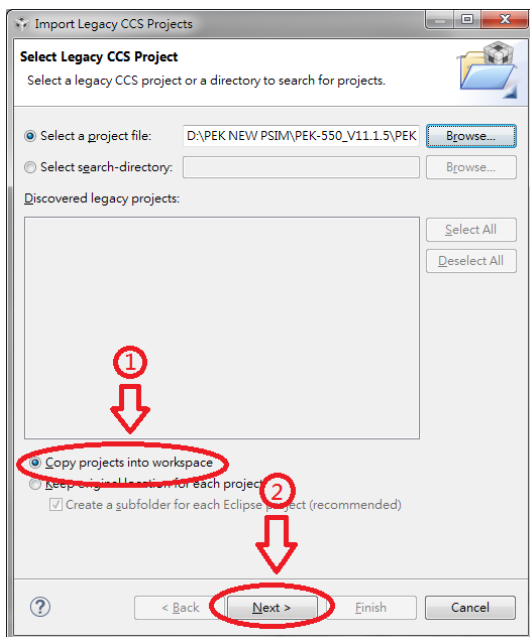 Import Legacy CCS Projects
Select Legacy CCS Project
Select a legacy CCS project or a directory to search for projects.
Select a project file: D:\PEK NEW PSIM\PEK-550_V11.1.5\PEK Browse...
Select search-directory: Browse...
Discovered legacy projects:
Select All
Deselect All
1
Copy projects into workspace
Keep original location for each project
2
Create a subfolder for each Eclipse project (recommended)
? < Back Next > Finish Cancel